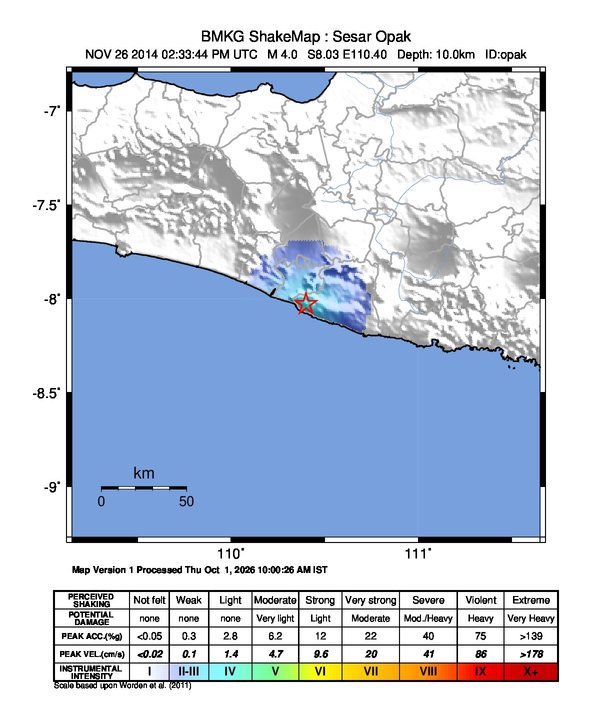 BMKG ShakeMap : Sesar Opak
NOV 26 2014 02:33:44 PM UTC M 4.0 S8.03 E110.40 Depth: 10.0km ID:opak
-7°
-7.5°
-8°
-8.5°
-9°
km
0 50
110° 111°
Map Version 1 Processed Thu Oct 1, 2026 10:00:26 AM IST
PERCEIVED SHAKING Not felt Weak Light Moderate Strong Very strong Severe Violent Extreme
POTENTIAL DAMAGE none none none Very light Light Moderate Mod./Heavy Heavy Very Heavy
PEAK ACC.(%g) <0.05 0.3 2.8 6.2 12 22 40 75 >139
PEAK VEL.(cm/s) <0.02 0.1 1.4 4.7 9.6 20 41 86 >178
INSTRUMENTAL INTENSITY I II-III IV V VI VII VIII IX X+
Scale based upon Worden et al. (2011)